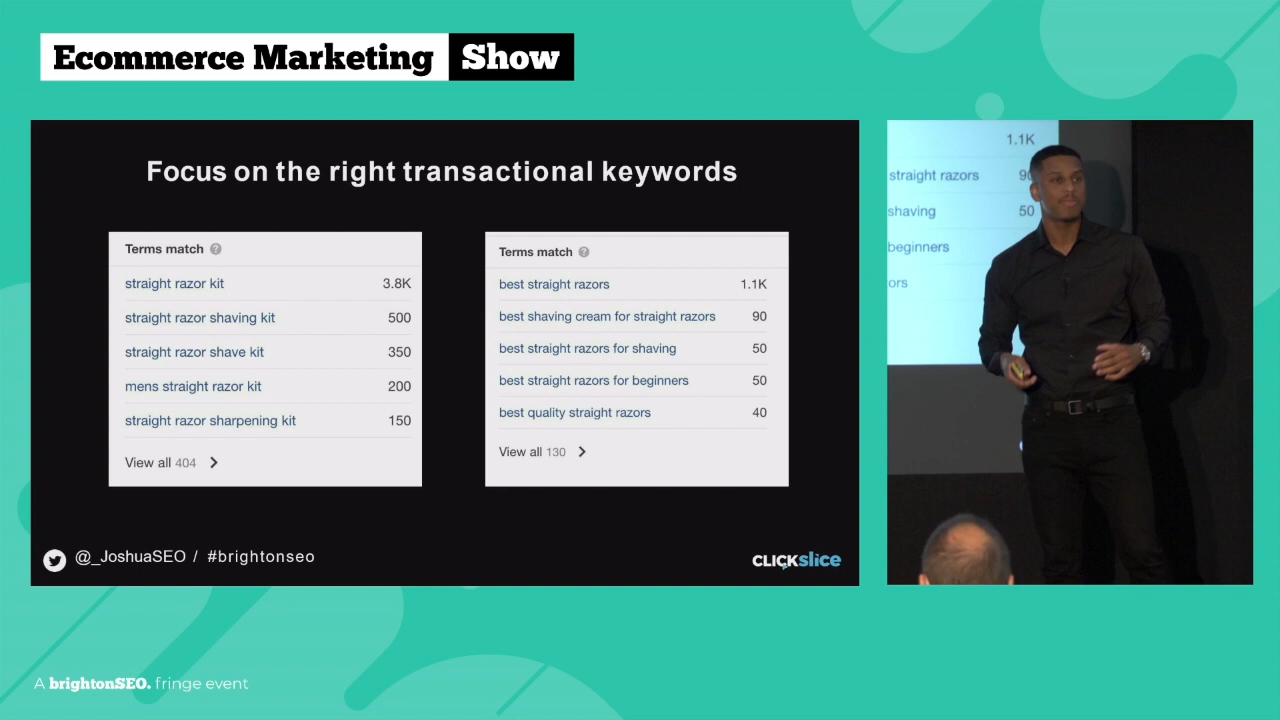 Ecommerce Marketing Show
Focus on the right transactional keywords
Terms match ?
straight razor kit 3.8K
straight razor shaving kit 500
straight razor shave kit 350
mens straight razor kit 200
straight razor sharpening kit 150
View all 404 >
Terms match ?
best straight razors 1.1K
best shaving cream for straight razors 90
best straight razors for shaving 50
best straight razors for beginners 50
best quality straight razors 40
View all 130 >
@_JoshuaSEO / #brightonseo
CLICKslice
1.1K
straight razors 90
shaving 50
beginners
ors
A brightonSEO. fringe event